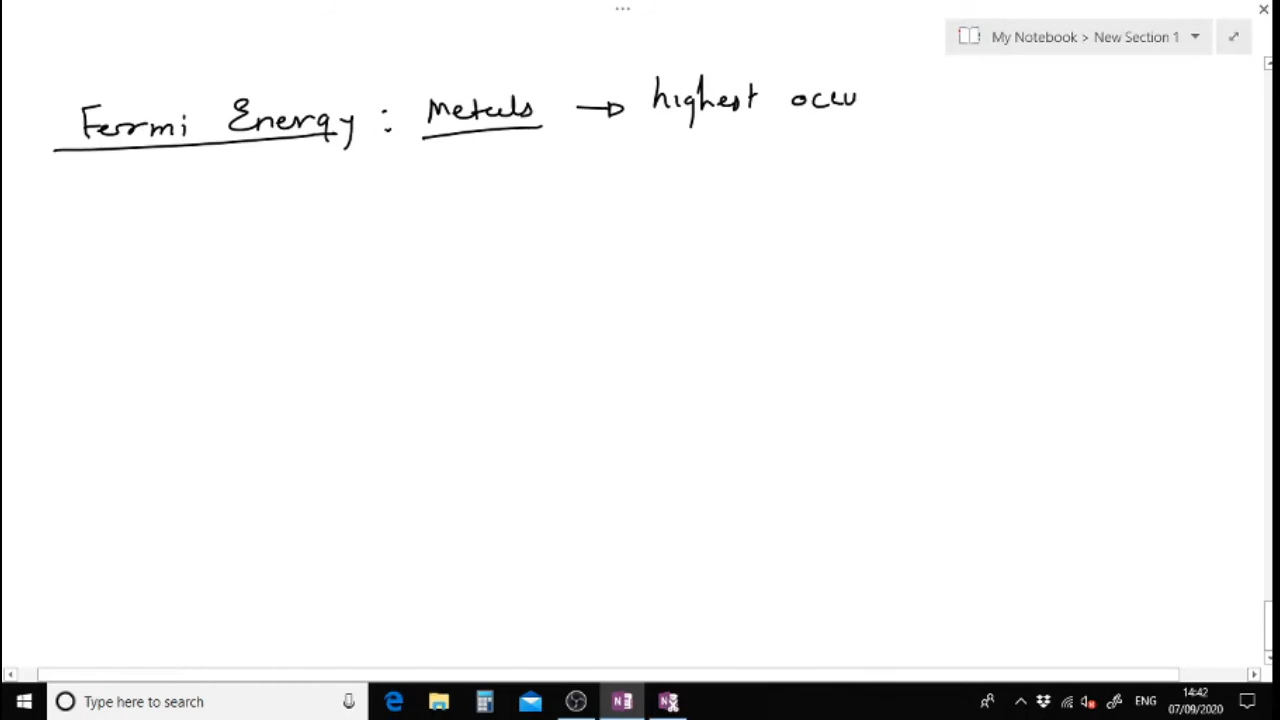 My Notebook > New Section 1
Fermi Energy : Metals → highest occu
Type here to search
ENG
14:42
07/09/2020